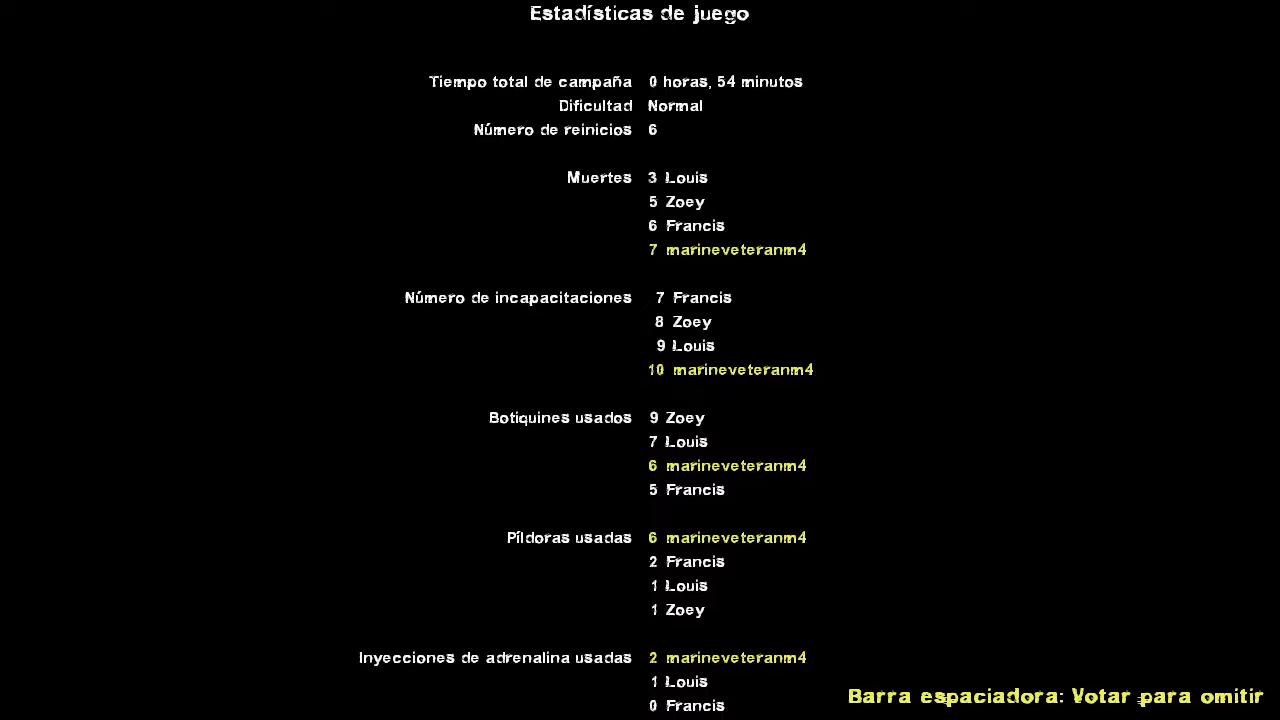 Estadísticas de juego
Tiempo total de campaña 0 horas, 54 minutos
Dificultad Normal
Número de reinicios 6
Muertes 3 Louis
5 Zoey
6 Francis
7 marineveteranm4
Número de incapacitaciones 7 Francis
8 Zoey
9 Louis
10 marineveteranm4
Botiquines usados 9 Zoey
7 Louis
6 marineveteranm4
5 Francis
Píldoras usadas 6 marineveteranm4
2 Francis
1 Louis
1 Zoey
Inyecciones de adrenalina usadas 2 marineveteranm4
1 Louis
0 Francis
Barra espaciadora: Votar para omitir